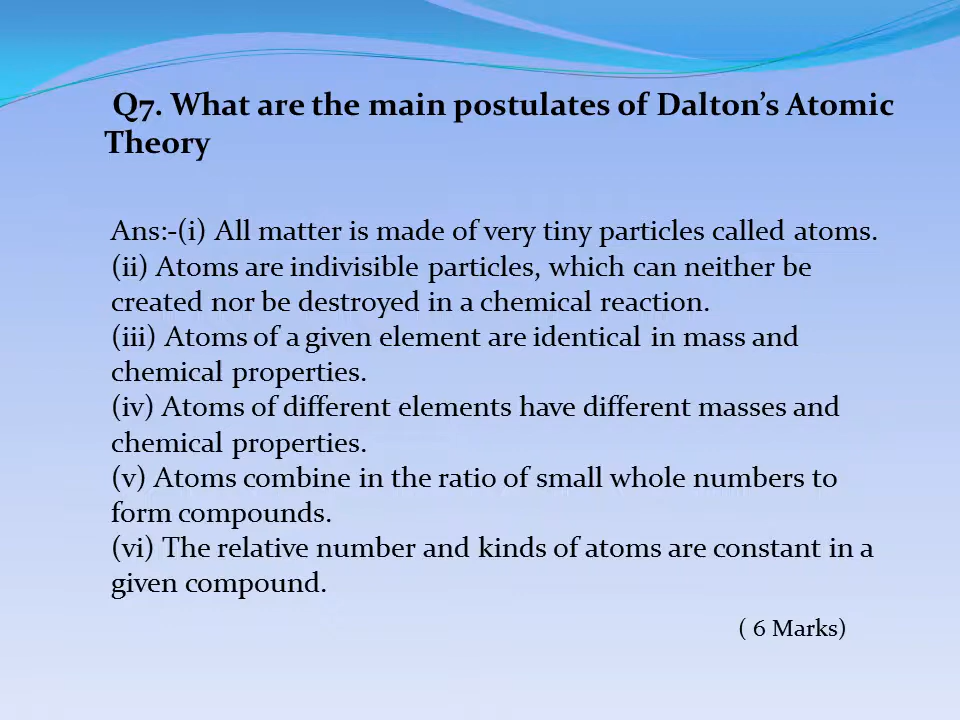 Q7. What are the main postulates of Dalton’s Atomic
Theory
Ans:-(i) All matter is made of very tiny particles called atoms.
(ii) Atoms are indivisible particles, which can neither be
created nor be destroyed in a chemical reaction.
(iii) Atoms of a given element are identical in mass and
chemical properties.
(iv) Atoms of different elements have different masses and
chemical properties.
(v) Atoms combine in the ratio of small whole numbers to
form compounds.
(vi) The relative number and kinds of atoms are constant in a
given compound.
( 6 Marks)